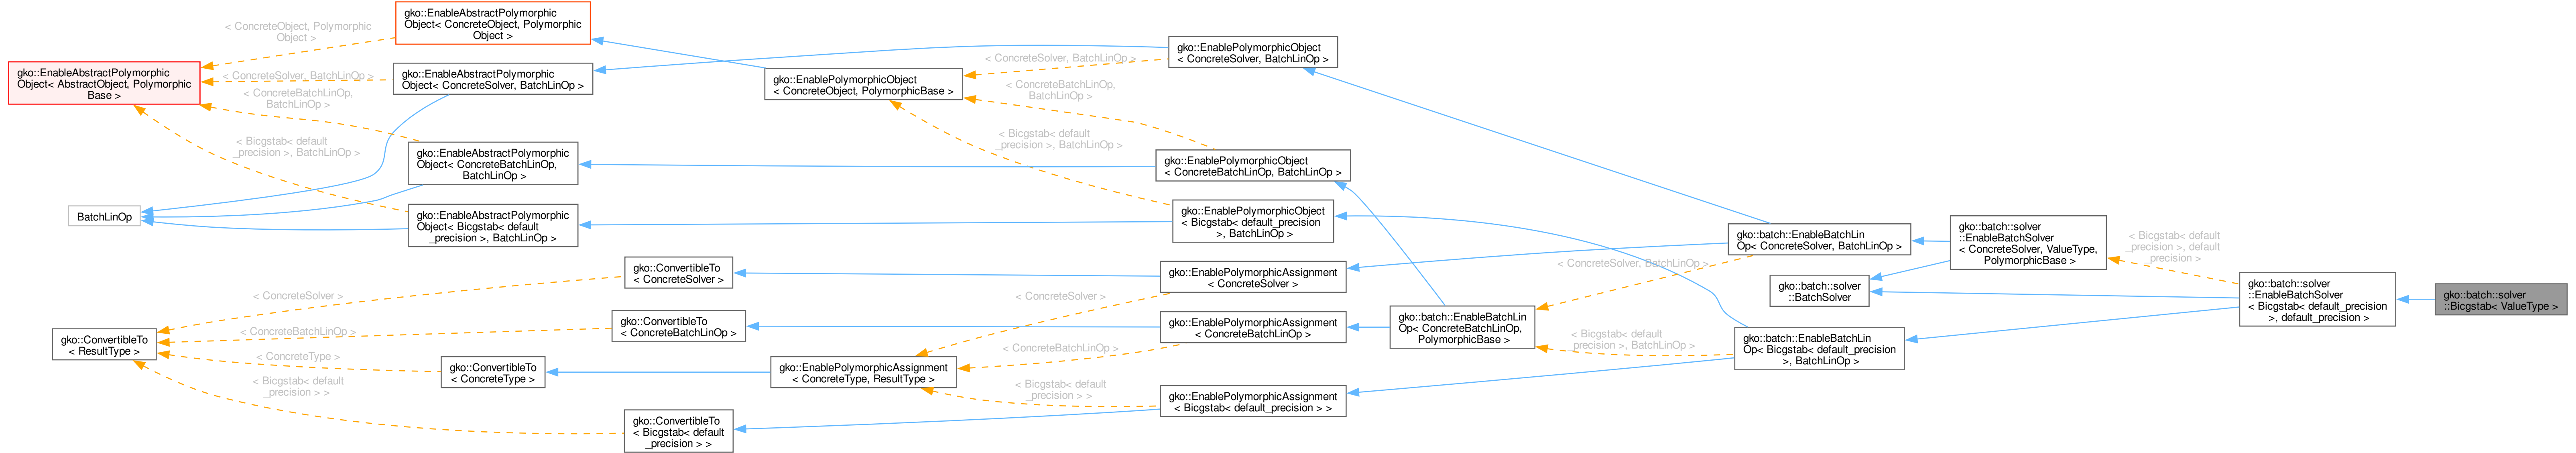 gko::EnableAbstractPolymorphic
Object< AbstractObject, Polymorphic
Base >
BatchLinOp
gko::ConvertibleTo
< ResultType >
< ConcreteObject, Polymorphic
Object >
< ConcreteSolver, BatchLinOp >
< ConcreteBatchLinOp,
BatchLinOp >
< Bicgstab< default
_precision >, BatchLinOp >
< ConcreteSolver >
< ConcreteBatchLinOp >
< ConcreteType >
< Bicgstab< default
_precision > >
gko::EnableAbstractPolymorphic
Object< ConcreteObject, Polymorphic
Object >
gko::EnableAbstractPolymorphic
Object< ConcreteSolver, BatchLinOp >
gko::EnableAbstractPolymorphic
Object< ConcreteBatchLinOp,
BatchLinOp >
gko::EnableAbstractPolymorphic
Object< Bicgstab< default
_precision >, BatchLinOp >
gko::ConvertibleTo
< ConcreteSolver >
gko::ConvertibleTo
< ConcreteBatchLinOp >
gko::ConvertibleTo
< ConcreteType >
gko::ConvertibleTo
< Bicgstab< default
_precision > >
gko::EnablePolymorphicObject
< ConcreteObject, PolymorphicBase >
gko::EnablePolymorphicAssignment
< ConcreteType, ResultType >
< ConcreteSolver, BatchLinOp >
< ConcreteBatchLinOp,
BatchLinOp >
< Bicgstab< default
_precision >, BatchLinOp >
< ConcreteSolver >
< ConcreteBatchLinOp >
< Bicgstab< default
_precision > >
gko::EnablePolymorphicObject
< ConcreteSolver, BatchLinOp >
gko::EnablePolymorphicObject
< ConcreteBatchLinOp, BatchLinOp >
gko::EnablePolymorphicObject
< Bicgstab< default_precision
>, BatchLinOp >
gko::EnablePolymorphicAssignment
< ConcreteSolver >
gko::EnablePolymorphicAssignment
< ConcreteBatchLinOp >
gko::EnablePolymorphicAssignment
< Bicgstab< default_precision > >
gko::batch::EnableBatchLin
Op< ConcreteBatchLinOp,
PolymorphicBase >
< ConcreteSolver, BatchLinOp >
< Bicgstab< default
_precision >, BatchLinOp >
gko::batch::EnableBatchLin
Op< ConcreteSolver, BatchLinOp >
gko::batch::solver
::BatchSolver
gko::batch::EnableBatchLin
Op< Bicgstab< default_precision
>, BatchLinOp >
gko::batch::solver
::EnableBatchSolver
< ConcreteSolver, ValueType,
PolymorphicBase >
< Bicgstab< default
_precision >, default
_precision >
gko::batch::solver
::EnableBatchSolver
< Bicgstab< default_precision
>, default_precision >
gko::batch::solver
::Bicgstab< ValueType >